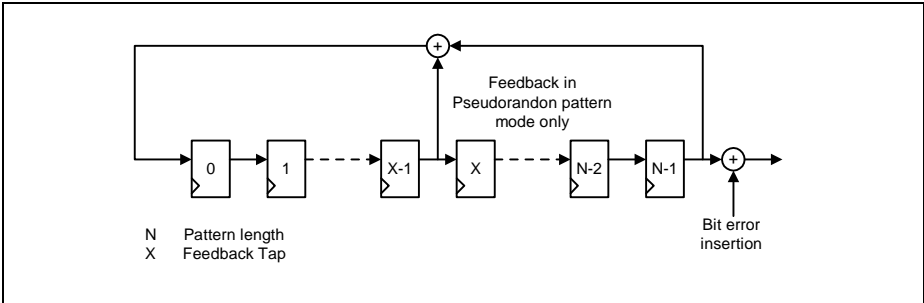 +
Feedback in
Pseudorandon pattern
mode only
0 1 X-1 X N-2 N-1 +
N Pattern length
X Feedback Tap
Bit error
insertion